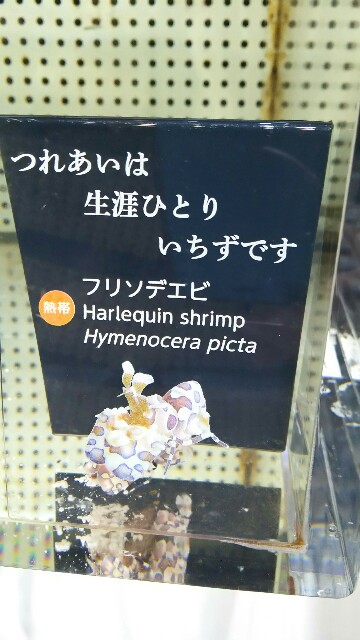 つれあいは
生涯ひとり
いちずです
フリソデエビ
熱帯 Harlequin shrimp
Hymenocera picta